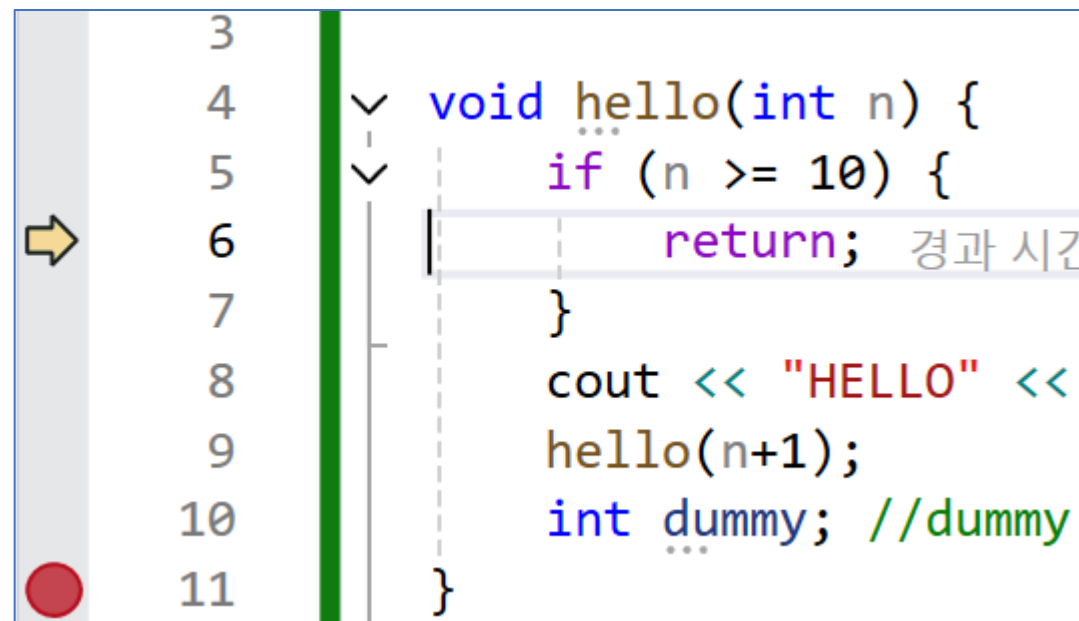 3
4 void hello(int n) {
5 if (n >= 10) {
6 return; 경과 시간
7 }
8 cout << "HELLO" <<
9 hello(n+1);
10 int dummy; //dummy
11 }